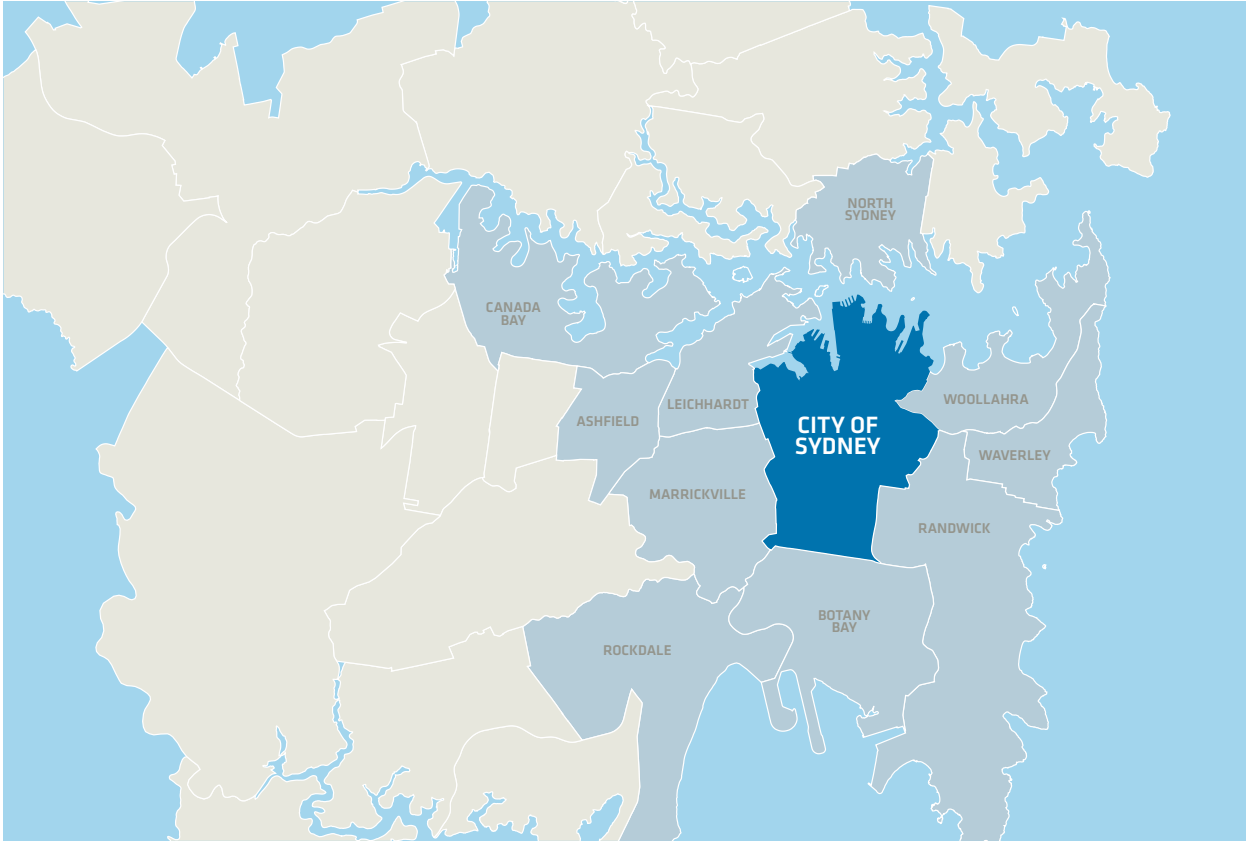 NORTH
SYDNEY
CANADA
BAY
WOOLLAHRA
LEICHHARDT
ASHFIELD
CITY OF
SYDNEY
WAVERLEY
MARRICKVILLE
RANDWICK
BOTANY
BAY
ROCKDALE